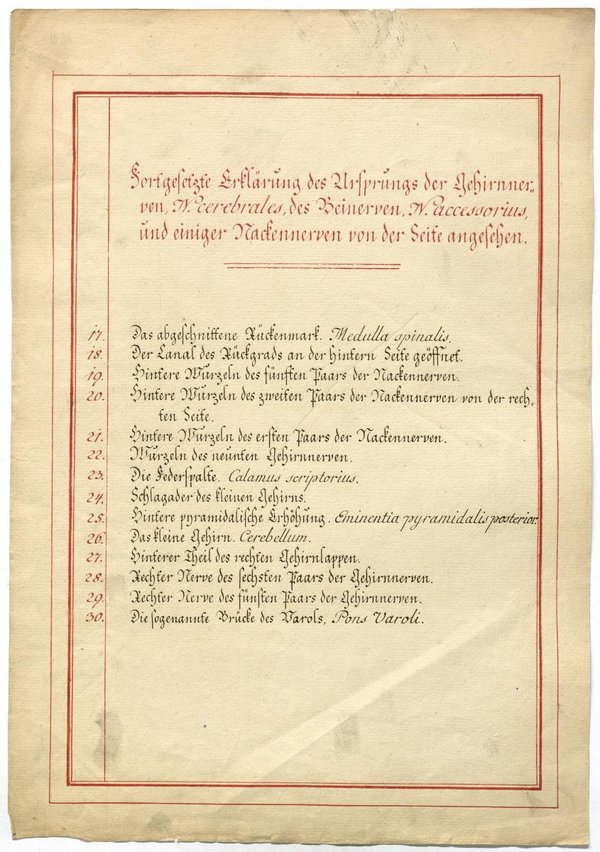 Fortgesetzte Erklärung des Ursprungs der Gehirnner-
ven, N. cerebrales, des Beinerven, N. accessorius,
und einiger Nackennerven von der Seite angesehen.
17. Das abgeschnittene Rückenmark. Medulla spinalis.
18. Der Canal des Rückgrads an der hintern Seite geöffnet.
19. Hintere Wurzeln des fünften Paars der Nackennerven.
20. Hintere Wurzeln des zweiten Paars der Nackennerven von der rech-
ten Seite.
21. Hintere Wurzeln des ersten Paars der Nackennerven.
22. Wurzeln des neünten Gehirnnerven.
23. Die Federspalte. Calamus scriptorius.
24. Schlagader des kleinen Gehirns.
25. Hintere pyramidalische Erhöhung. Eminentia pyramidalis posterior.
26. Das kleine Gehirn. Cerebellum.
27. Hinterer Theil des rechten Gehirnlappen.
28. Rechter Nerve des sechsten Paars der Gehirnnerven.
29. Rechter Nerve des fünften Paars der Gehirnnerven.
30. Die sogenannte Brücke des Varols, Pons Varoli.